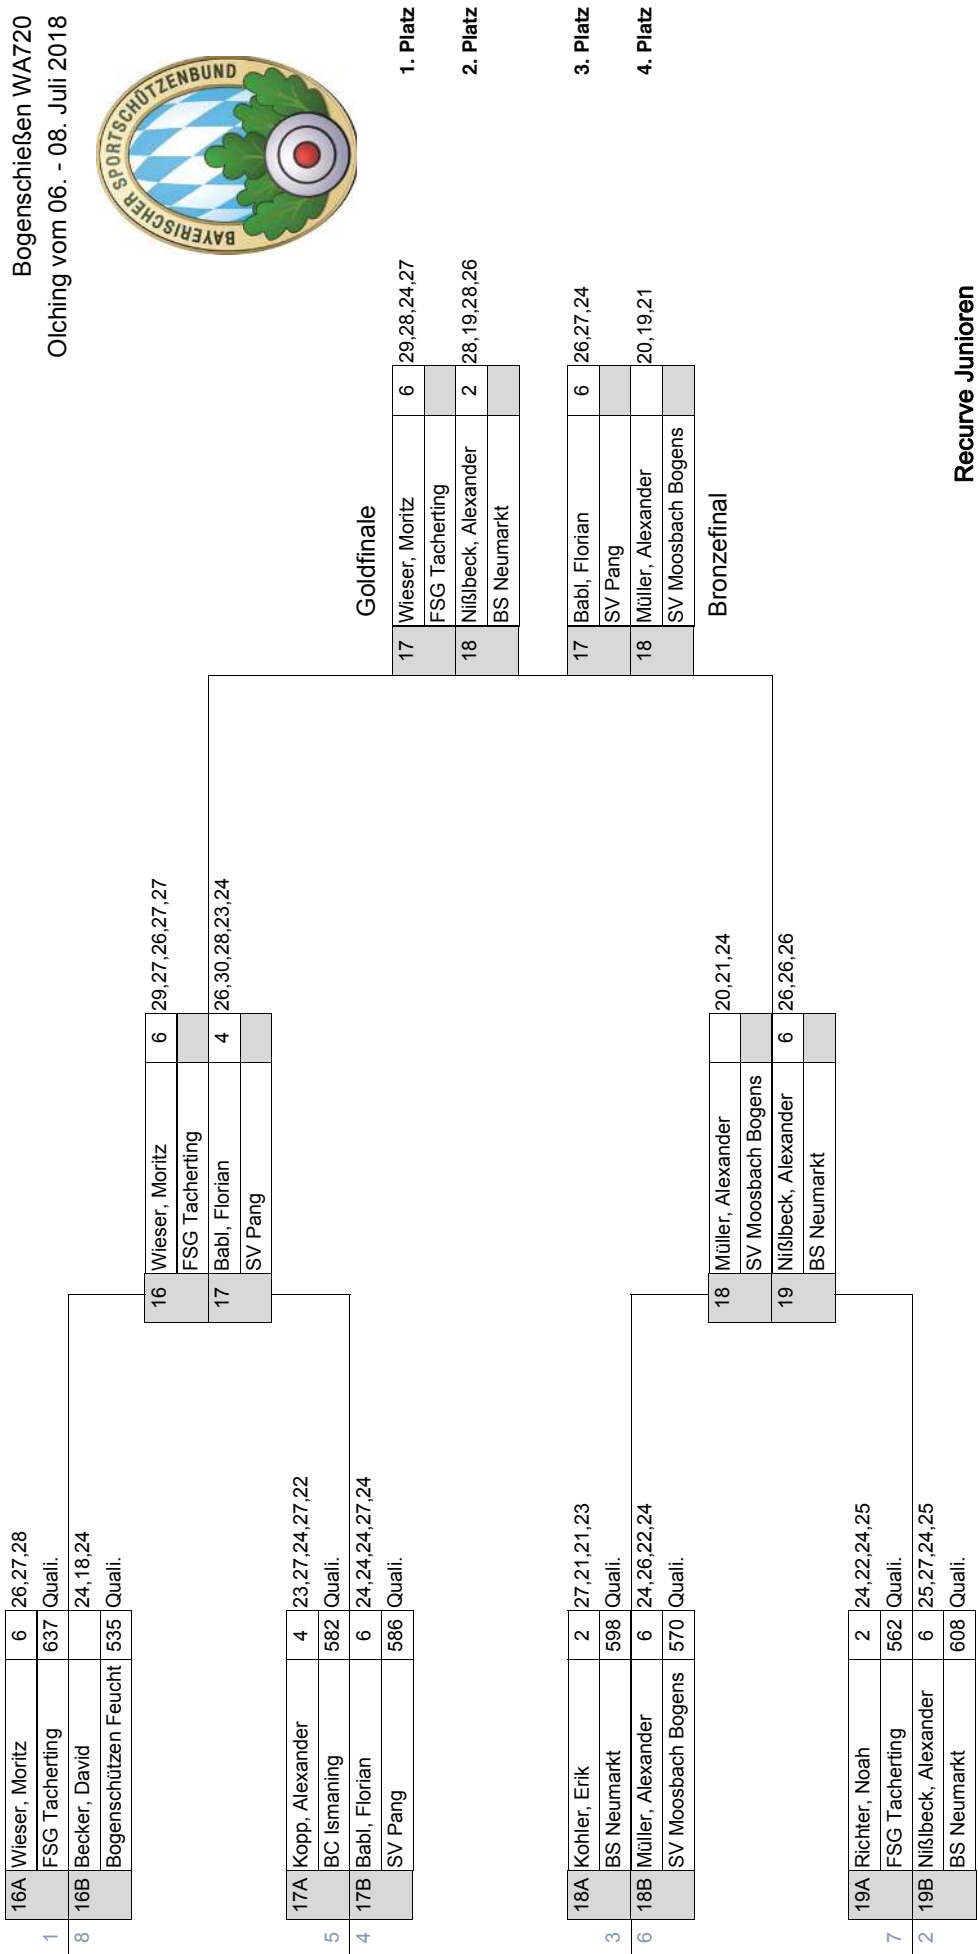 Bogenschießen WA720
Olching vom 06. - 08. Juli 2018
BAYERISCHER SPORTSCHÜTZENBUND
1 16A Wieser, Moritz 6 26,27,28
FSG Tacherting 637 Quali.
8 16B Becker, David 24,18,24
Bogenschützen Feucht 535 Quali.
5 17A Kopp, Alexander 4 23,27,24,27,22
BC Ismaning 582 Quali.
4 17B Babl, Florian 6 24,24,24,27,24
SV Pang 586 Quali.
3 18A Kohler, Erik 2 27,21,21,23
BS Neumarkt 598 Quali.
6 18B Müller, Alexander 6 24,26,22,24
SV Moosbach Bogens 570 Quali.
7 19A Richter, Noah 2 24,22,24,25
FSG Tacherting 562 Quali.
2 19B Nißlbeck, Alexander 6 25,27,24,25
BS Neumarkt 608 Quali.
16 Wieser, Moritz 6 29,27,26,27,27
FSG Tacherting
17 Babl, Florian 4 26,30,28,23,24
SV Pang
18 Müller, Alexander 20,21,24
SV Moosbach Bogens
19 Nißlbeck, Alexander 6 26,26,26
BS Neumarkt
Goldfinale
17 Wieser, Moritz 6 29,28,24,27 1. Platz
FSG Tacherting
18 Nißlbeck, Alexander 2 28,19,28,26 2. Platz
BS Neumarkt
17 Babl, Florian 6 26,27,24 3. Platz
SV Pang
18 Müller, Alexander 20,19,21 4. Platz
SV Moosbach Bogens
Bronzefinal
Recurve Junioren